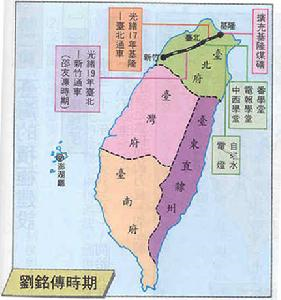 擴充基隆煤礦
番學堂
電報學堂
中西學堂
自來水
電燈
基隆
臺北
新竹
光緒17年基隆
—臺北通車
光緒19年臺北
—新竹通車
(邵友濂時期)
臺北府
臺灣府
臺東直隸州
臺南府
澎湖廳
劉銘傳時期